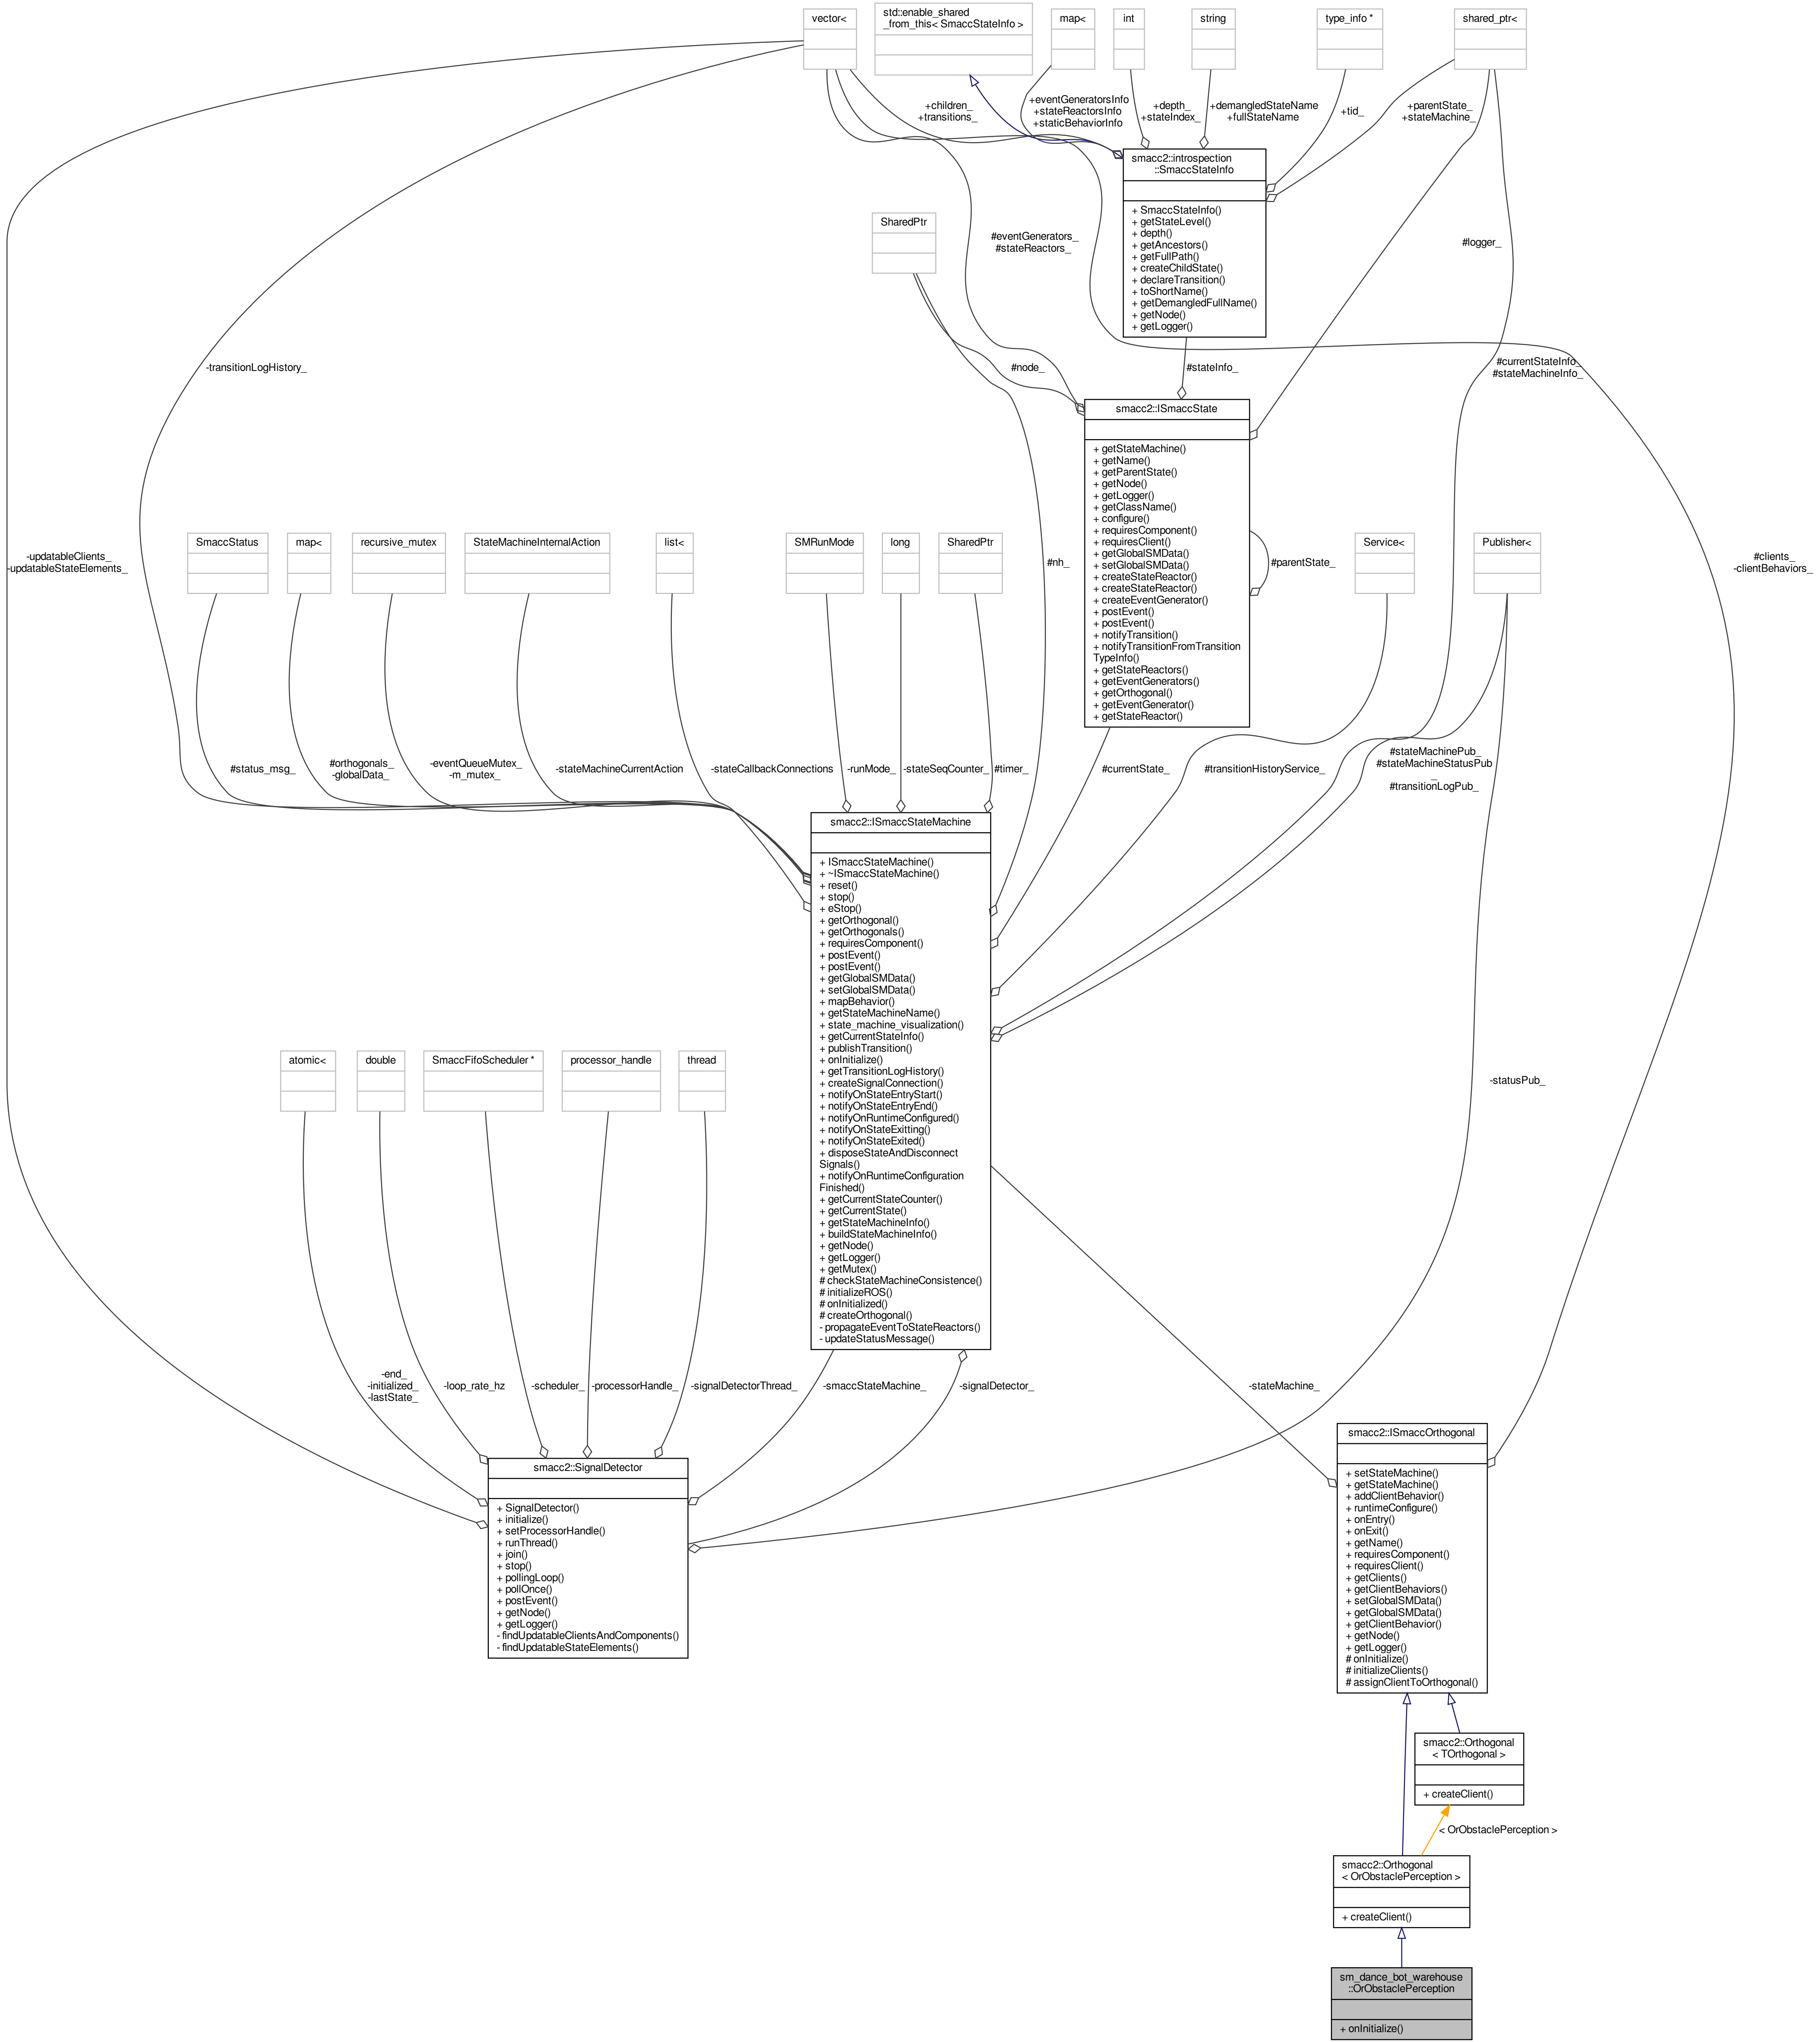 vector<
std::enable_shared
_from_this< SmaccStateInfo >
map<
int
string
type_info *
shared_ptr<
+children_
+transitions_
+eventGeneratorsInfo
+stateReactorsInfo
+staticBehaviorInfo
+depth_
+stateIndex_
+demangledStateName
+fullStateName
+tid_
+parentState_
+stateMachine_
smacc2::introspection
::SmaccStateInfo
+ SmaccStateInfo()
+ getStateLevel()
+ depth()
+ getAncestors()
+ getFullPath()
+ createChildState()
+ declareTransition()
+ toShortName()
+ getDemangledFullName()
+ getNode()
+ getLogger()
SharedPtr
#eventGenerators_
#stateReactors_
#logger_
-transitionLogHistory_
#node_
#stateInfo_
#currentStateInfo_
#stateMachineInfo_
smacc2::ISmaccState
+ getStateMachine()
+ getName()
+ getParentState()
+ getNode()
+ getLogger()
+ getClassName()
+ configure()
+ requiresComponent()
+ requiresClient()
+ getGlobalSMData()
+ setGlobalSMData()
+ createStateReactor()
+ createStateReactor()
+ createEventGenerator()
+ postEvent()
+ postEvent()
+ notifyTransition()
+ notifyTransitionFromTransition
TypeInfo()
+ getStateReactors()
+ getEventGenerators()
+ getOrthogonal()
+ getEventGenerator()
+ getStateReactor()
#parentState_
-updatableClients_
-updatableStateElements_
SmaccStatus
map<
recursive_mutex
StateMachineInternalAction
list<
SMRunMode
long
SharedPtr
#nh_
Service<
Publisher<
#clients_
-clientBehaviors_
#status_msg_
#orthogonals_
-globalData_
-eventQueueMutex_
-m_mutex_
-stateMachineCurrentAction
-stateCallbackConnections
-runMode_
-stateSeqCounter_
#timer_
#currentState_
#transitionHistoryService_
#stateMachinePub_
#stateMachineStatusPub
_
#transitionLogPub_
smacc2::ISmaccStateMachine
+ ISmaccStateMachine()
+ ~ISmaccStateMachine()
+ reset()
+ stop()
+ eStop()
+ getOrthogonal()
+ getOrthogonals()
+ requiresComponent()
+ postEvent()
+ postEvent()
+ getGlobalSMData()
+ setGlobalSMData()
+ mapBehavior()
+ getStateMachineName()
+ state_machine_visualization()
+ getCurrentStateInfo()
+ publishTransition()
+ onInitialize()
+ getTransitionLogHistory()
+ createSignalConnection()
+ notifyOnStateEntryStart()
+ notifyOnStateEntryEnd()
+ notifyOnRuntimeConfigured()
+ notifyOnStateExitting()
+ notifyOnStateExited()
+ disposeStateAndDisconnect
Signals()
+ notifyOnRuntimeConfiguration
Finished()
+ getCurrentStateCounter()
+ getCurrentState()
+ getStateMachineInfo()
+ buildStateMachineInfo()
+ getNode()
+ getLogger()
+ getMutex()
# checkStateMachineConsistence()
# initializeROS()
# onInitialized()
# createOrthogonal()
- propagateEventToStateReactors()
- updateStatusMessage()
atomic<
double
SmaccFifoScheduler *
processor_handle
thread
-statusPub_
-end_
-initialized_
-lastState_
-loop_rate_hz
-scheduler_
-processorHandle_
-signalDetectorThread_
-smaccStateMachine_
-signalDetector_
-stateMachine_
smacc2::SignalDetector
+ SignalDetector()
+ initialize()
+ setProcessorHandle()
+ runThread()
+ join()
+ stop()
+ pollingLoop()
+ pollOnce()
+ postEvent()
+ getNode()
+ getLogger()
- findUpdatableClientsAndComponents()
- findUpdatableStateElements()
smacc2::ISmaccOrthogonal
+ setStateMachine()
+ getStateMachine()
+ addClientBehavior()
+ runtimeConfigure()
+ onEntry()
+ onExit()
+ getName()
+ requiresComponent()
+ requiresClient()
+ getClients()
+ getClientBehaviors()
+ setGlobalSMData()
+ getGlobalSMData()
+ getClientBehavior()
+ getNode()
+ getLogger()
# onInitialize()
# initializeClients()
# assignClientToOrthogonal()
smacc2::Orthogonal
< TOrthogonal >
+ createClient()
< OrObstaclePerception >
smacc2::Orthogonal
< OrObstaclePerception >
+ createClient()
sm_dance_bot_warehouse
::OrObstaclePerception
+ onInitialize()